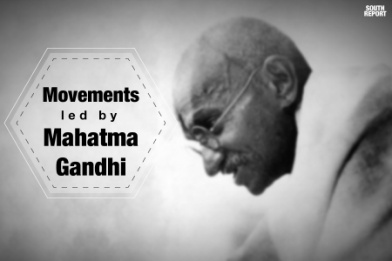 SOUTH
REPORT
Movements
led by
Mahatma
Gandhi